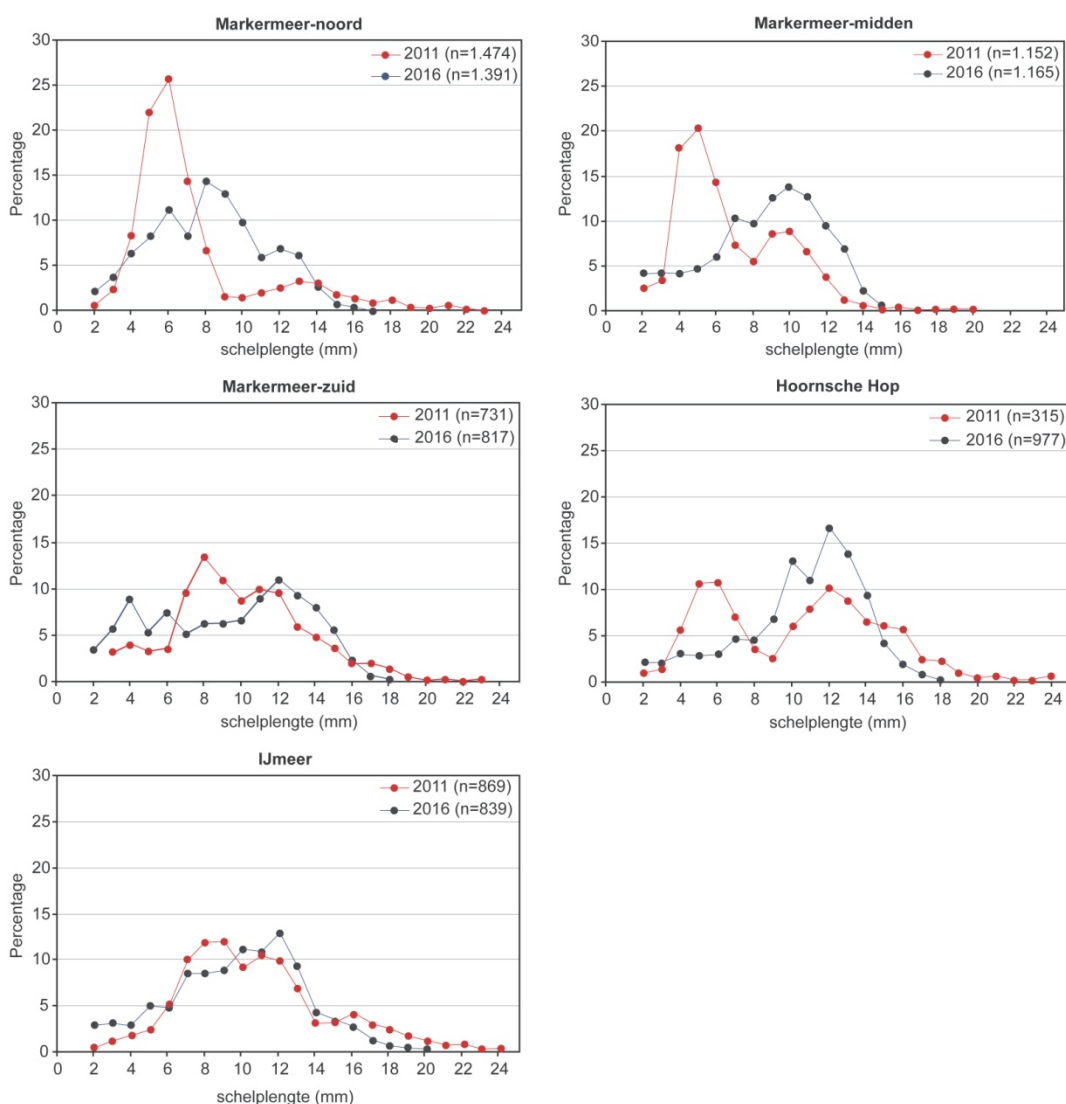 Markermeer-noord
30
25
20
15
10
5
0
Percentage
2011 (n=1.474)
2016 (n=1.391)
0 2 4 6 8 10 12 14 16 18 20 22 24
schelplengte (mm)
Markermeer-midden
30
25
20
15
10
5
0
Percentage
2011 (n=1.152)
2016 (n=1.165)
0 2 4 6 8 10 12 14 16 18 20 22 24
schelplengte (mm)
Markermeer-zuid
30
25
20
15
10
5
0
Percentage
2011 (n=731)
2016 (n=817)
0 2 4 6 8 10 12 14 16 18 20 22 24
schelplengte (mm)
Hoornsche Hop
30
25
20
15
10
5
0
Percentage
2011 (n=315)
2016 (n=977)
0 2 4 6 8 10 12 14 16 18 20 22 24
schelplengte (mm)
IJmeer
30
25
20
15
10
5
0
Percentage
2011 (n=869)
2016 (n=839)
0 2 4 6 8 10 12 14 16 18 20 22 24
schelplengte (mm)